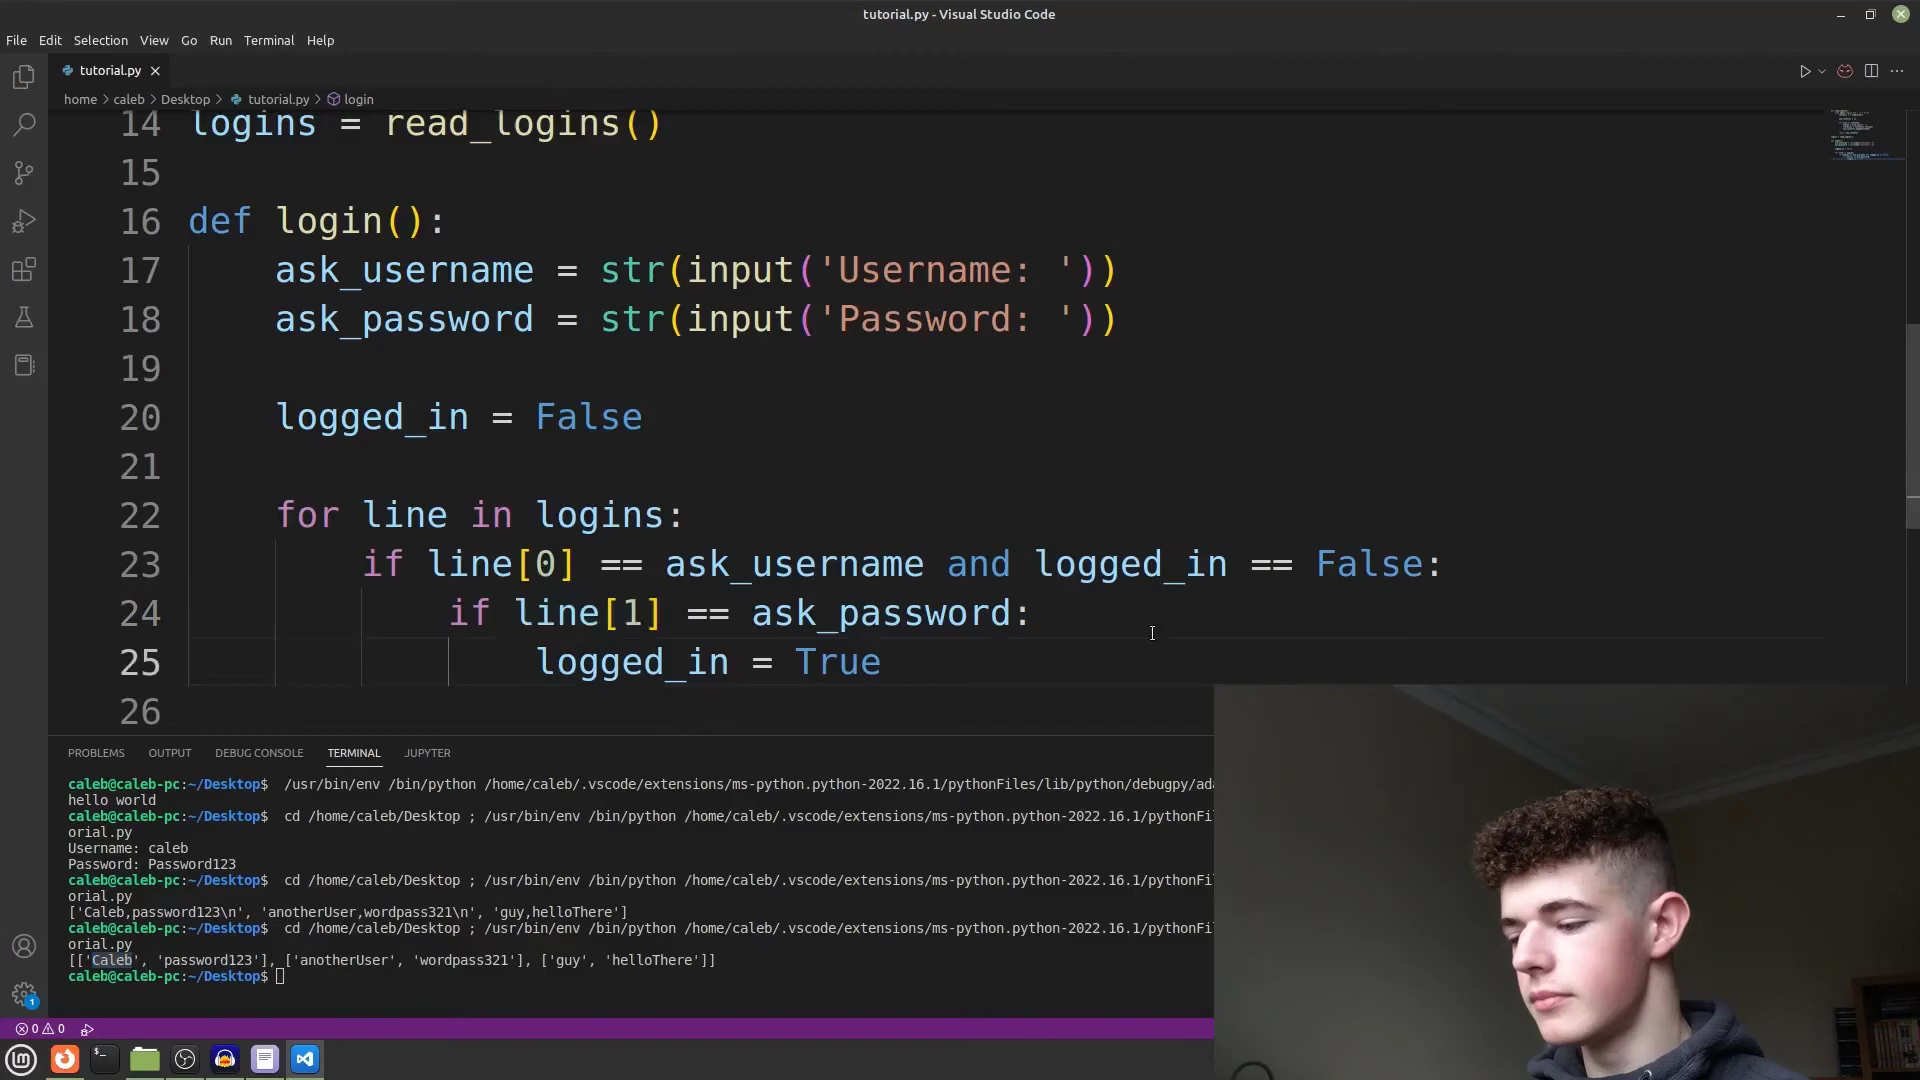 tutorial.py - Visual Studio Code
File Edit Selection View Go Run Terminal Help
tutorial.py
home > caleb > Desktop > tutorial.py > login
14 logins = read_logins()
15
16 def login():
17 ask_username = str(input('Username: '))
18 ask_password = str(input('Password: '))
19
20 logged_in = False
21
22 for line in logins:
23 if line[0] == ask_username and logged_in == False:
24 if line[1] == ask_password:
25 logged_in = True
26
PROBLEMS OUTPUT DEBUG CONSOLE TERMINAL JUPYTER
caleb@caleb-pc:~/Desktop$ /usr/bin/env /bin/python /home/caleb/.vscode/extensions/ms-python.python-2022.16.1/pythonFiles/lib/python/debugpy/ad
hello world
caleb@caleb-pc:~/Desktop$ cd /home/caleb/Desktop ; /usr/bin/env /bin/python /home/caleb/.vscode/extensions/ms-python.python-2022.16.1/pythonFi
orial.py
Username: caleb
Password: Password123
caleb@caleb-pc:~/Desktop$ cd /home/caleb/Desktop ; /usr/bin/env /bin/python /home/caleb/.vscode/extensions/ms-python.python-2022.16.1/pythonFi
orial.py
['Caleb,password123\n', 'anotherUser,wordpass321\n', 'guy,helloThere']
caleb@caleb-pc:~/Desktop$ cd /home/caleb/Desktop ; /usr/bin/env /bin/python /home/caleb/.vscode/extensions/ms-python.python-2022.16.1/pythonFi
orial.py
[['Caleb', 'password123'], ['anotherUser', 'wordpass321'], ['guy', 'helloThere']]
caleb@caleb-pc:~/Desktop$
1
0 0